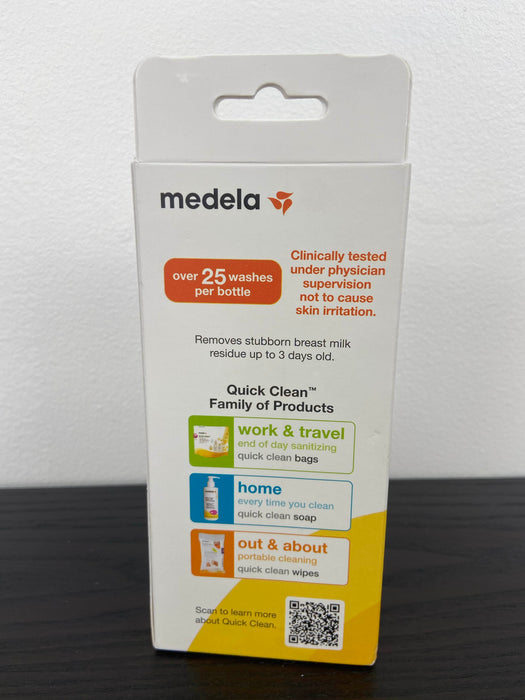 medela
over 25 washes
per bottle
Clinically tested
under physician
supervision
not to cause
skin irritation.
Removes stubborn breast milk
residue up to 3 days old.
Quick Clean™
Family of Products
work & travel
end of day sanitizing
quick clean bags
home
every time you clean
quick clean soap
out & about
portable cleaning
quick clean wipes
Scan to learn more
about Quick Clean.